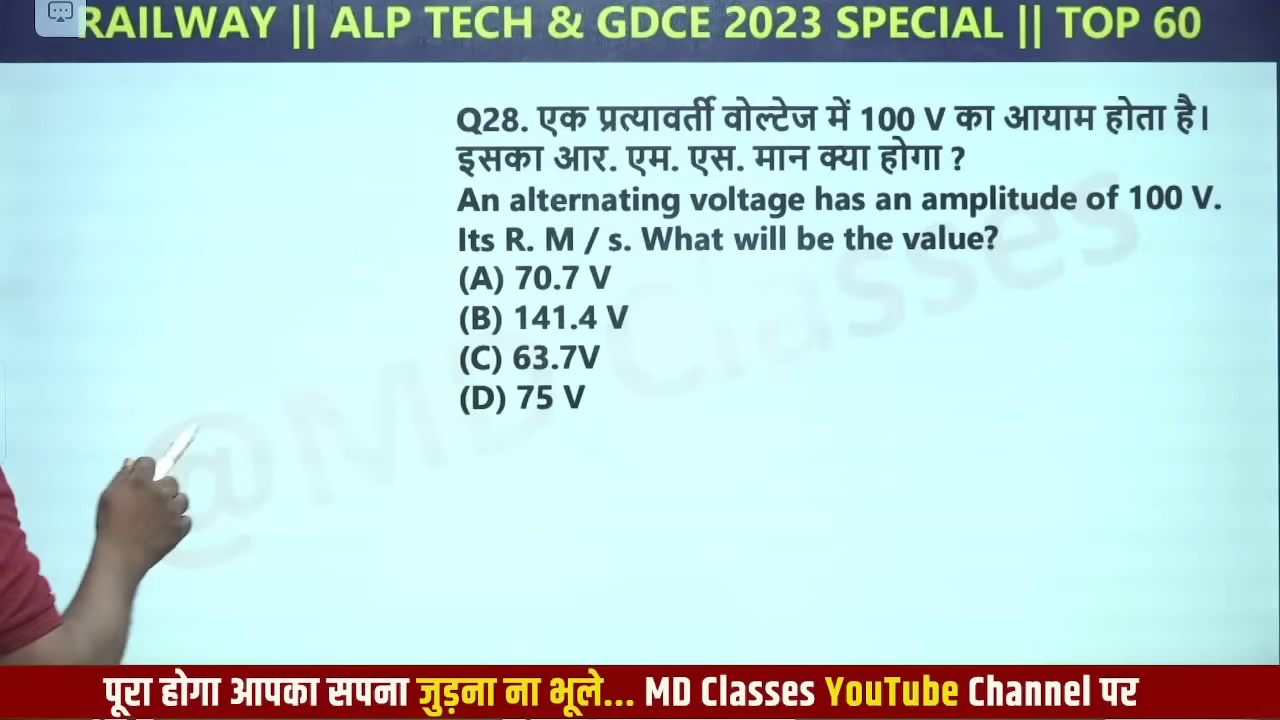 RAILWAY || ALP TECH & GDCE 2023 SPECIAL || TOP 60
Q28. एक प्रत्यावर्ती वोल्टेज में 100 V का आयाम होता है।
इसका आर. एम. एस. मान क्या होगा ?
An alternating voltage has an amplitude of 100 V.
Its R. M / s. What will be the value?
(A) 70.7 V
(B) 141.4 V
(C) 63.7V
(D) 75 V
@MD Classes
पूरा होगा आपका सपना जुड़ना ना भूले... MD Classes YouTube Channel पर